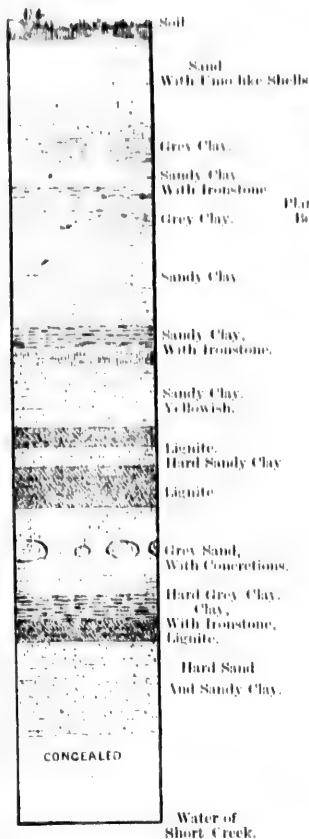 Soil
Sand
With Unio-like Shells
Grey Clay.
Sandy Clay
With Ironstone
Grey Clay.
Sandy Clay
Sandy Clay,
With Ironstone.
Sandy Clay.
Yellowish.
Lignite.
Hard Sandy Clay
Lignite
Grey Sand,
With Concretions.
Hard Grey Clay.
Clay,
With Ironstone,
Lignite.
Hard Sand
And Sandy Clay.
CONCEALED
Water of
Short Creek.